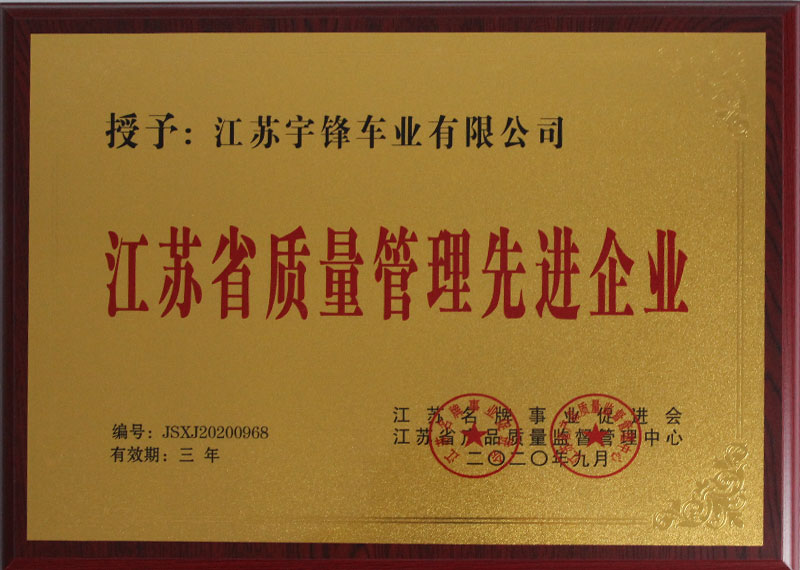 授予：江苏宇锋车业有限公司
江苏省质量管理先进企业
编号：JSXJ20200968
有效期：三 年
江苏名牌事业促进会
江苏省产品质量监督管理中心
二〇二〇年九月